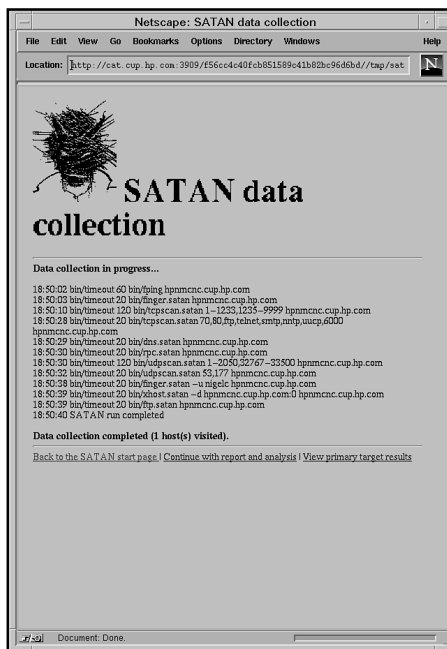 Netscape: SATAN data collection
File Edit View Go Bookmarks Options Directory Windows Help
Location: http://cat.cup.hp.com:3909/f56cc4c40fcb851589c41b82bc96d6bd//tmp/sat
N
SATAN data
collection
Data collection in progress...
18:50:02 bin/timeout 60 bin/fping hpnmcnc.cup.hp.com
18:50:03 bin/timeout 20 bin/finger.satan hpnmcnc.cup.hp.com
18:50:10 bin/timeout 120 bin/tcpscan.satan 1-1233,1235-9999 hpnmcnc.cup.hp.com
18:50:28 bin/timeout 20 bin/tcpscan.satan 70,80,ftp,telnet,smtp,nntp,uucp,6000
hpnmcnc.cup.hp.com
18:50:29 bin/timeout 20 bin/dns.satan hpnmcnc.cup.hp.com
18:50:30 bin/timeout 20 bin/rpc.satan hpnmcnc.cup.hp.com
18:50:30 bin/timeout 120 bin/udpscan.satan 1-2050,32767-33500 hpnmcnc.cup.hp.com
18:50:32 bin/timeout 20 bin/udpscan.satan 53,177 hpnmcnc.cup.hp.com
18:50:38 bin/timeout 20 bin/finger.satan -u nigelc hpnmcnc.cup.hp.com
18:50:39 bin/timeout 20 bin/xhost.satan -d hpnmcnc.cup.hp.com:0 hpnmcnc.cup.hp.com
18:50:39 bin/timeout 20 bin/ftp.satan hpnmcnc.cup.hp.com
18:50:40 SATAN run completed
Data collection completed (1 host(s) visited).
Back to the SATAN start page | Continue with report and analysis | View primary target results
Document: Done.